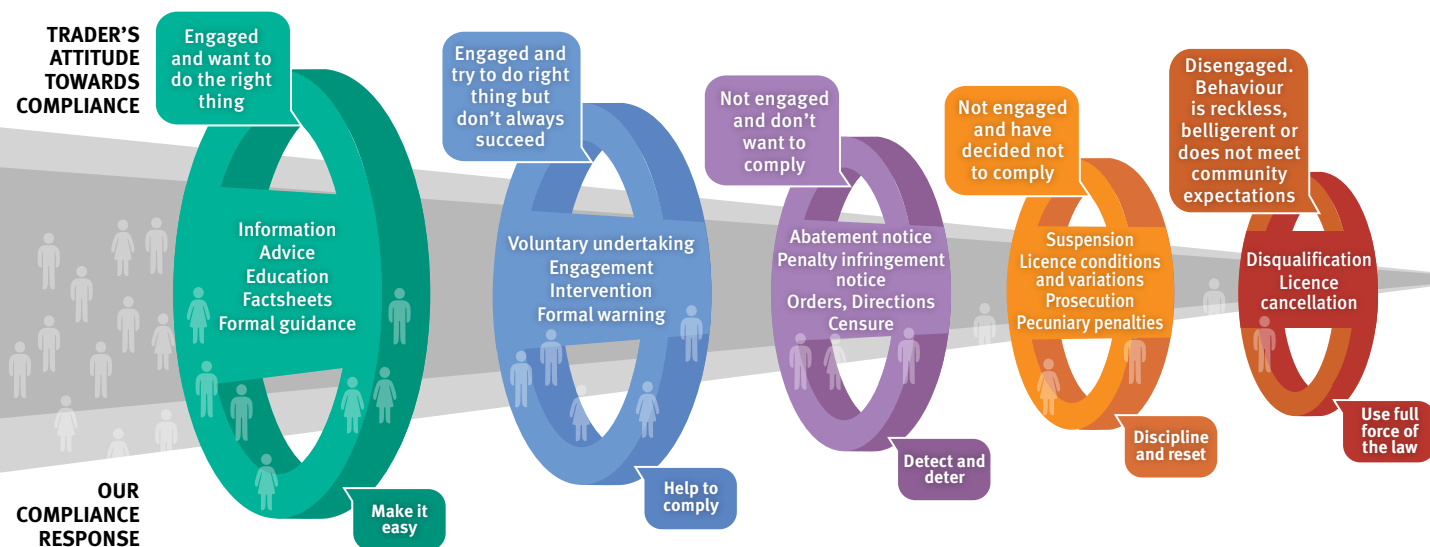 TRADER'S
ATTITUDE
TOWARDS
COMPLIANCE
Engaged
and want to
do the right
thing
Engaged and
try to do right
thing but
don't always
succeed
Not engaged
and don't
want to
comply
Not engaged
and have
decided not
to comply
Disengaged.
Behaviour
is reckless,
belligerent or
does not meet
community
expectations
Information
Advice
Education
Factsheets
Formal guidance
Voluntary undertaking
Engagement
Intervention
Formal warning
Abatement notice
Penalty infringement
notice
Orders, Directions
Censure
Suspension
Licence conditions
and variations
Prosecution
Pecuniary penalties
Disqualification
Licence
cancellation
OUR
COMPLIANCE
RESPONSE
Make it
easy
Help to
comply
Detect and
deter
Discipline
and reset
Use full
force of
the law